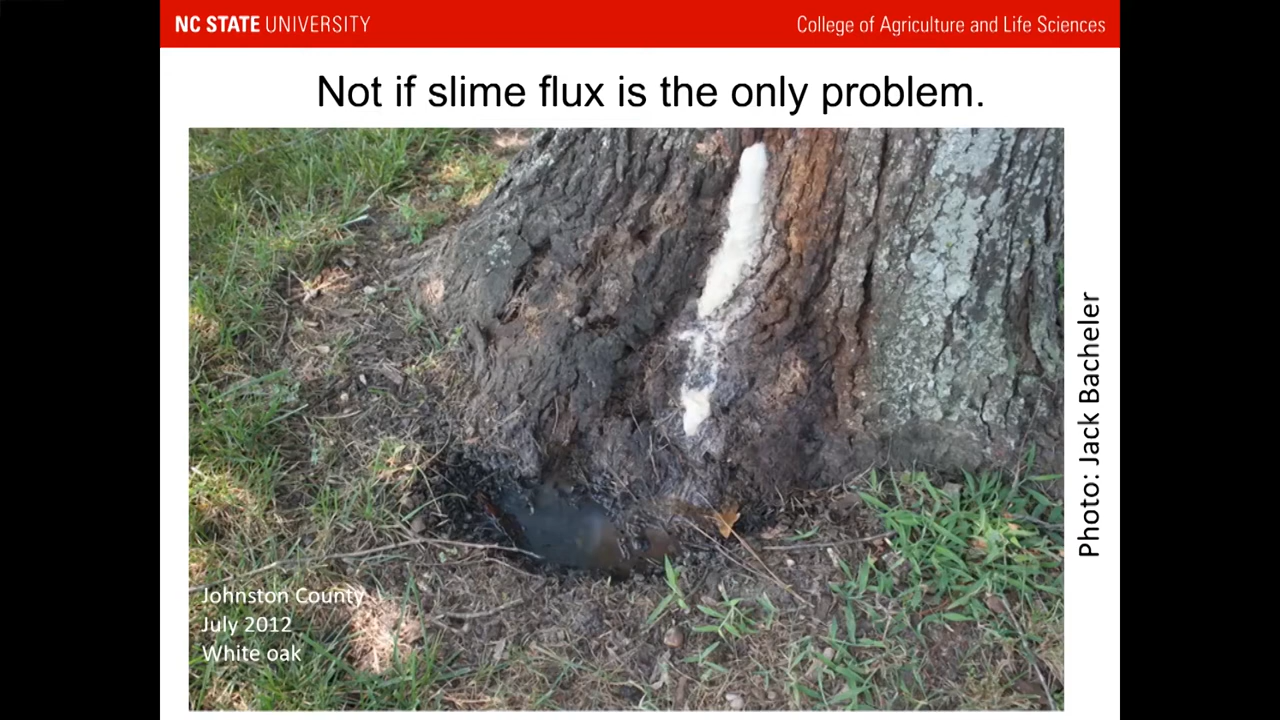 NC STATE UNIVERSITY
College of Agriculture and Life Sciences
Not if slime flux is the only problem.
Photo: Jack Bacheler
Johnston County
July 2012
White oak